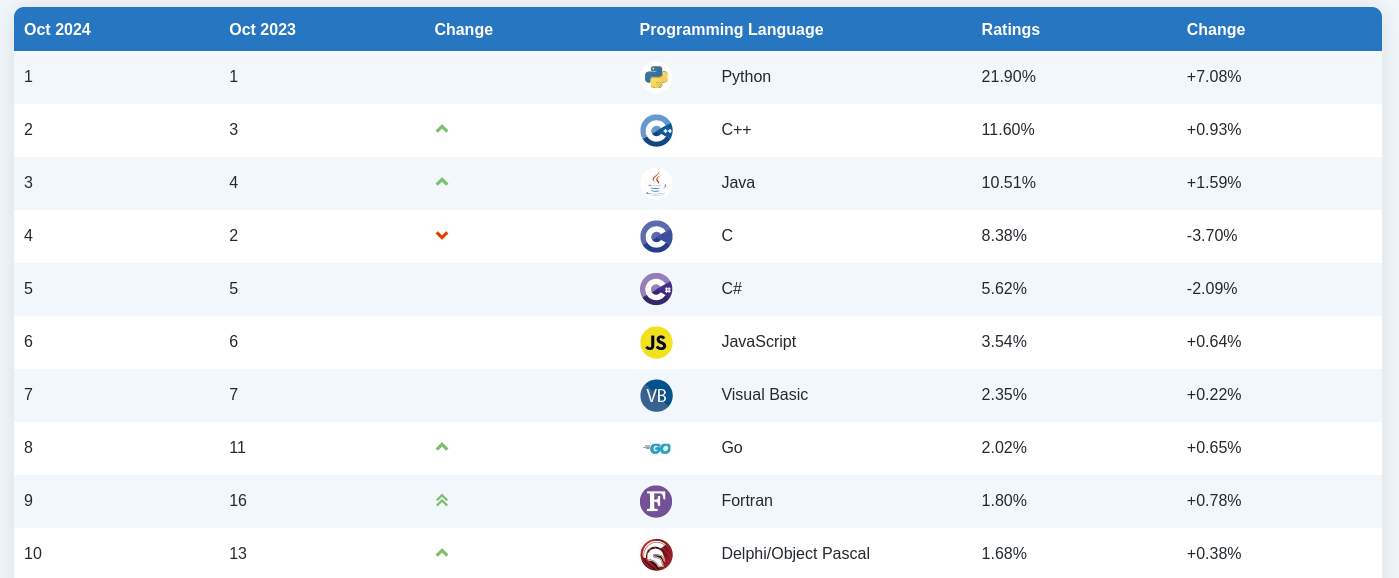 Oct 2024 Oct 2023 Change Programming Language Ratings Change
1 1 Python 21.90% +7.08%
2 3 C++ 11.60% +0.93%
3 4 Java 10.51% +1.59%
4 2 C 8.38% -3.70%
5 5 C# 5.62% -2.09%
6 6 JS JavaScript 3.54% +0.64%
7 7 VB Visual Basic 2.35% +0.22%
8 11 GO Go 2.02% +0.65%
9 16 F Fortran 1.80% +0.78%
10 13 Delphi/Object Pascal 1.68% +0.38%